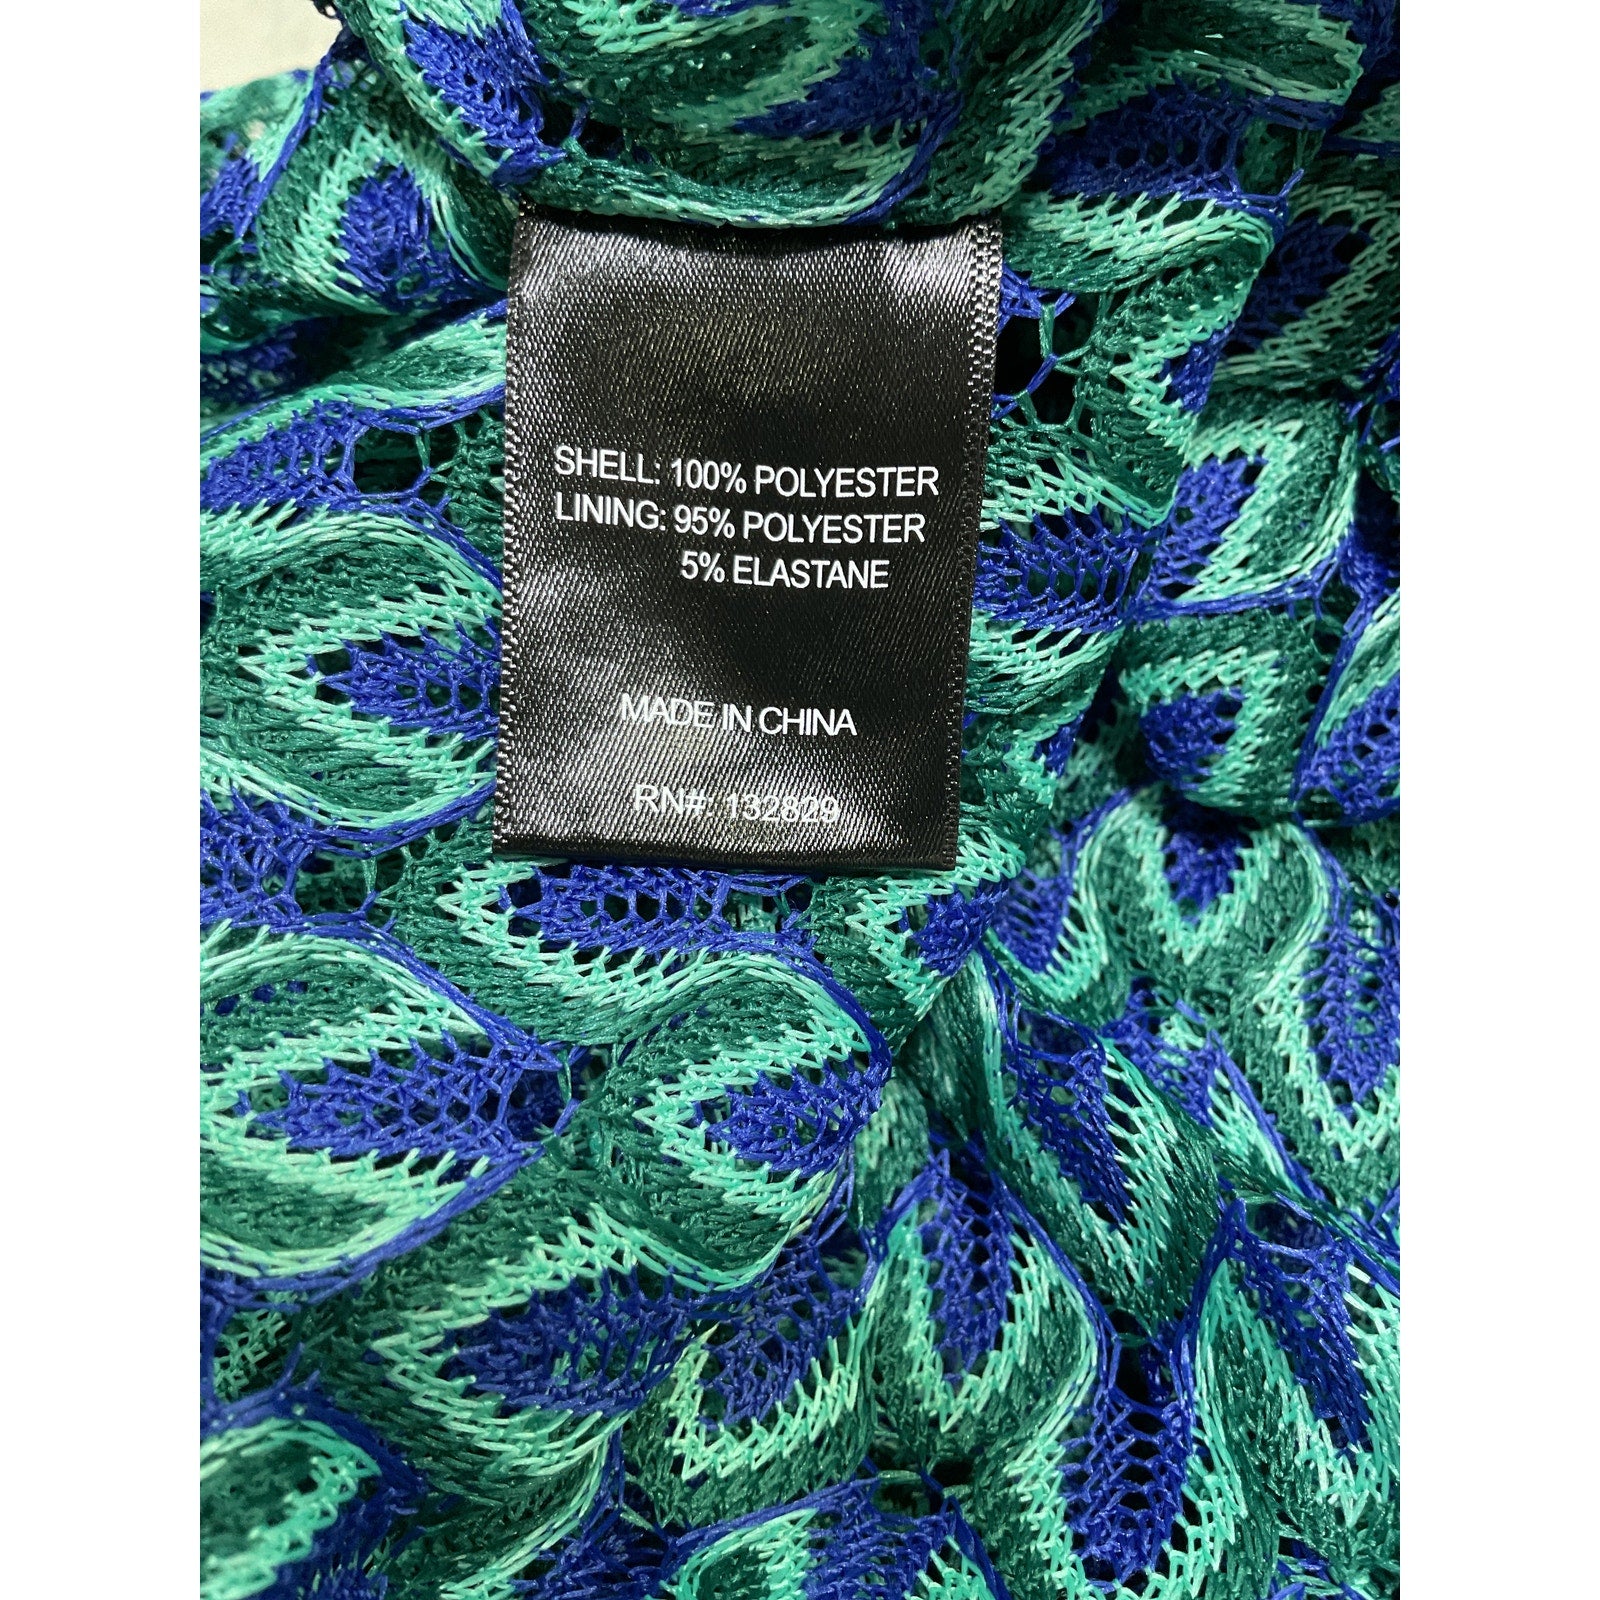 SHELL: 100% POLYESTER
LINING: 95% POLYESTER
5% ELASTANE
MADE IN CHINA
RN#: 132829